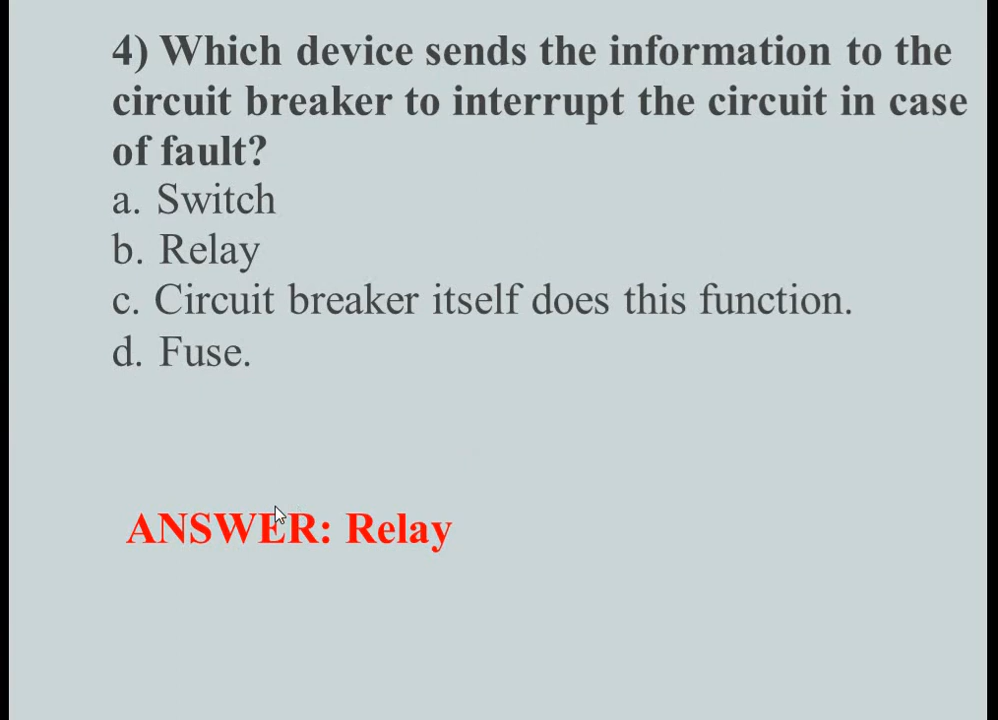 4) Which device sends the information to the
circuit breaker to interrupt the circuit in case
of fault?
a. Switch
b. Relay
c. Circuit breaker itself does this function.
d. Fuse.
ANSWER: Relay